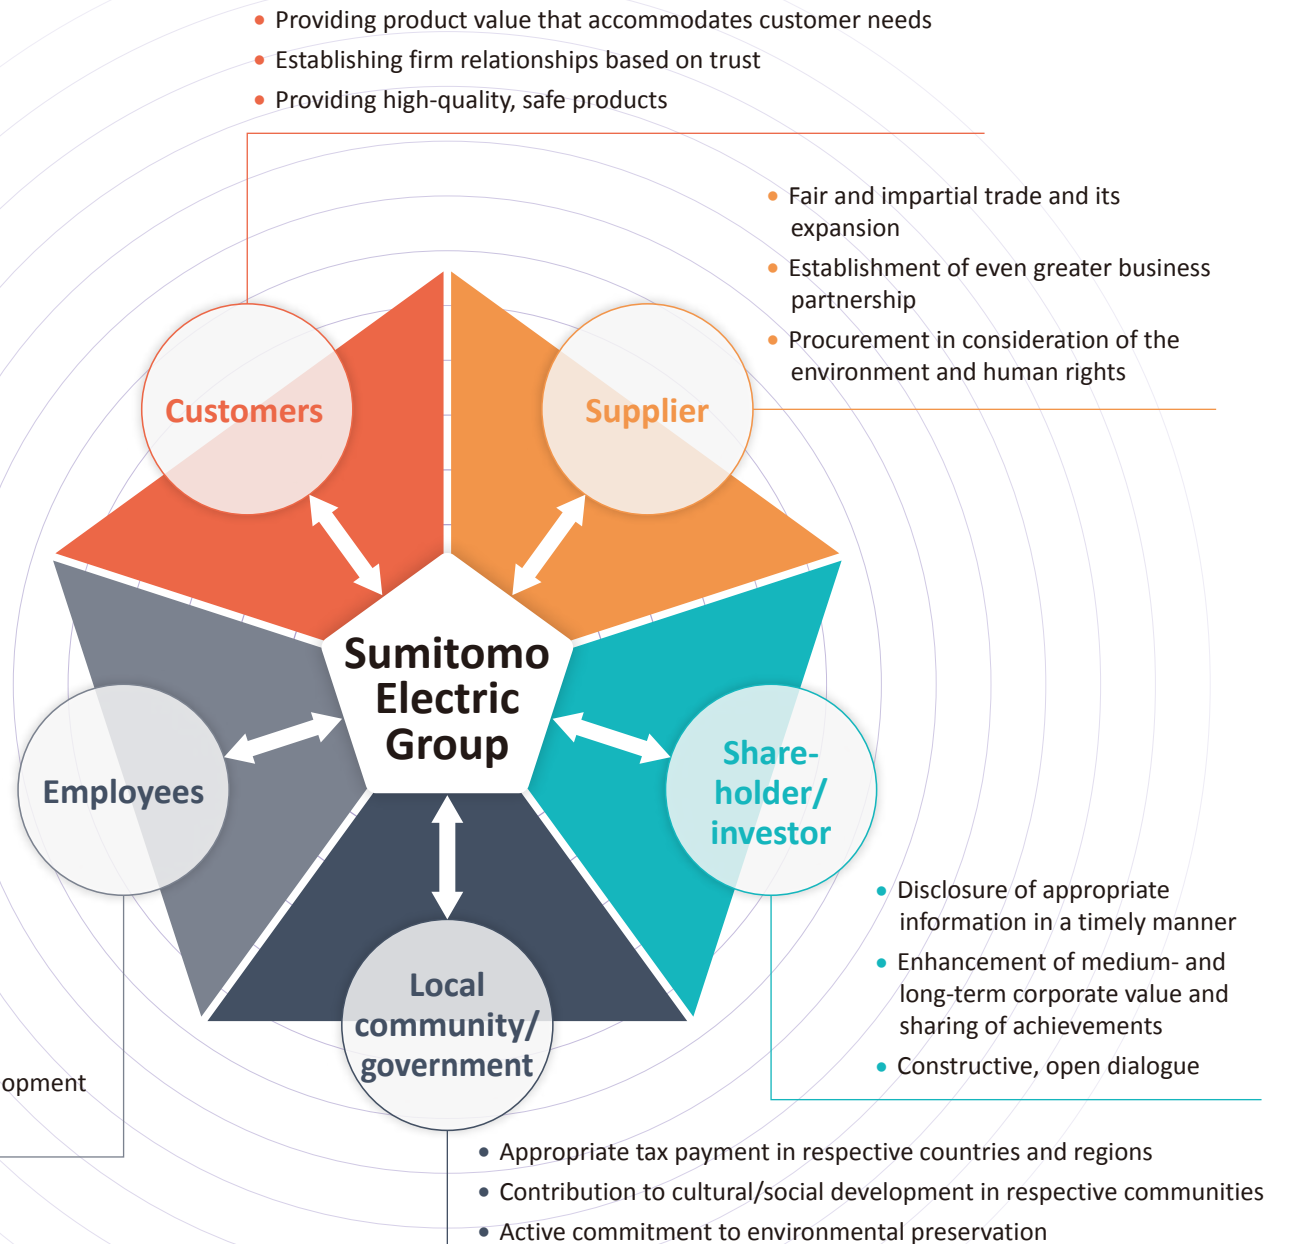 • Providing product value that accommodates customer needs
• Establishing firm relationships based on trust
• Providing high-quality, safe products
• Fair and impartial trade and its
expansion
• Establishment of even greater business
partnership
• Procurement in consideration of the
environment and human rights
Customers
Supplier
Sumitomo
Electric
Group
Employees
Share-
holder/
investor
Local
community/
government
• Disclosure of appropriate
information in a timely manner
• Enhancement of medium- and
long-term corporate value and
sharing of achievements
• Constructive, open dialogue
opment
• Appropriate tax payment in respective countries and regions
• Contribution to cultural/social development in respective communities
• Active commitment to environmental preservation